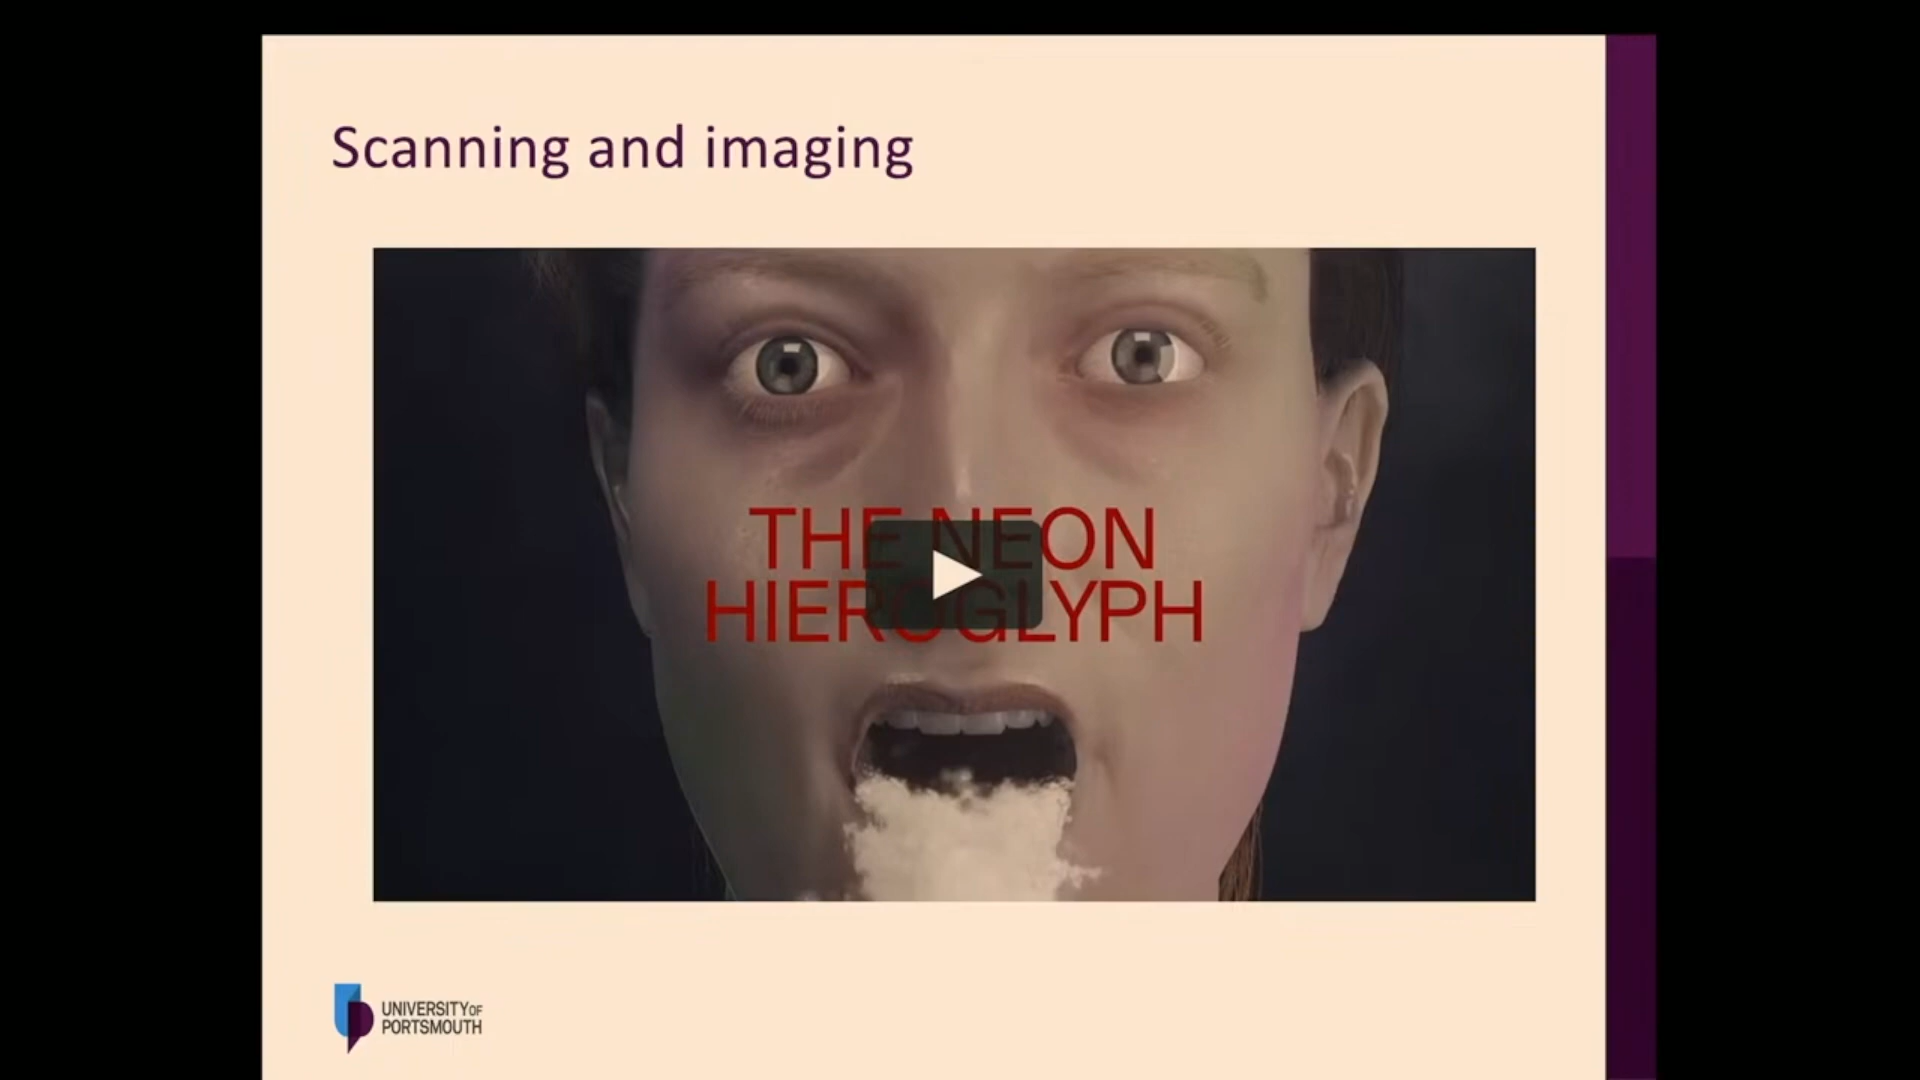 Scanning and imaging
THE NEON
HIEROGLYPH
UNIVERSITY OF
PORTSMOUTH